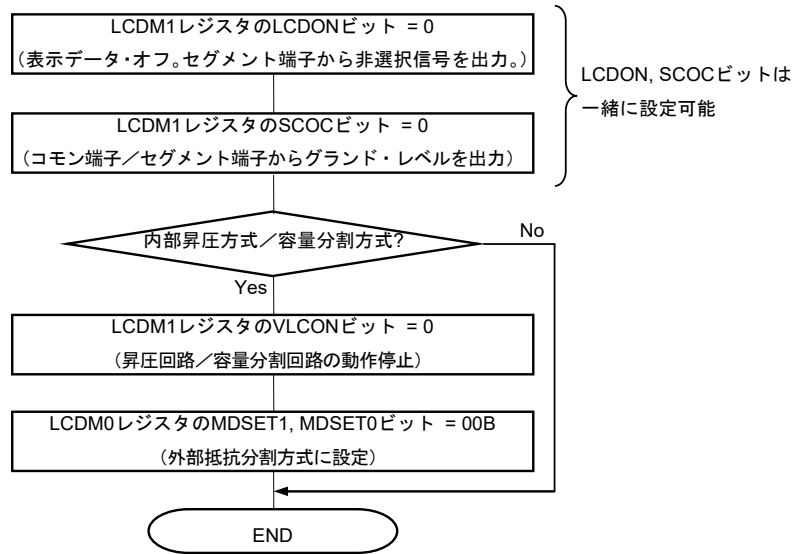 LCDM1レジスタのLCDONビット = 0
（表示データ・オフ。セグメント端子から非選択信号を出力。）
LCDM1レジスタのSCOCビット = 0
（コモン端子／セグメント端子からグランド・レベルを出力）
LCDON, SCOCビットは
一緒に設定可能
内部昇圧方式／容量分割方式?
No
Yes
LCDM1レジスタのVLCONビット = 0
（昇圧回路／容量分割回路の動作停止）
LCDM0レジスタのMDSET1, MDSET0ビット = 00B
（外部抵抗分割方式に設定）
END